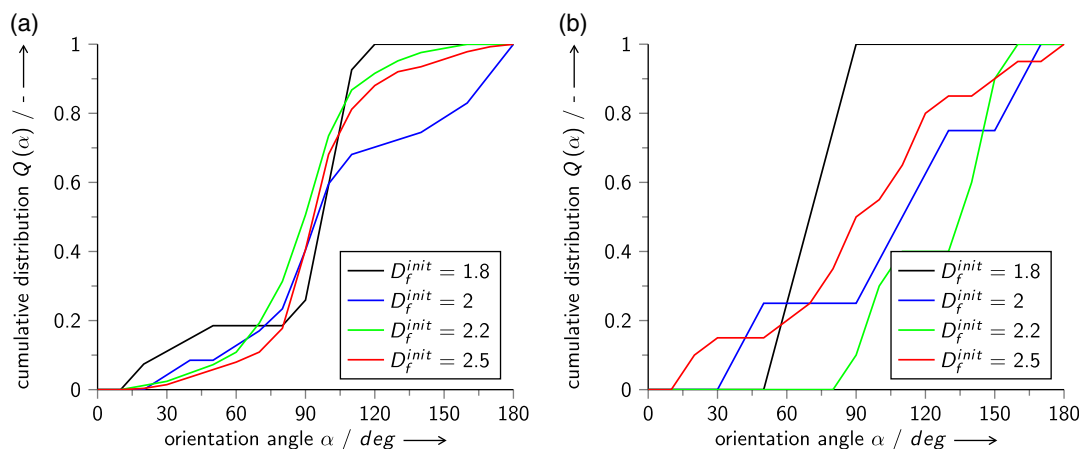 (a)
cumulative distribution Q(α) / -
1
0.8
0.6
0.4
0.2
0
0 30 60 90 120 150 180
orientation angle α / deg
D_f^init = 1.8
D_f^init = 2
D_f^init = 2.2
D_f^init = 2.5
(b)
cumulative distribution Q(α) / -
1
0.8
0.6
0.4
0.2
0
0 30 60 90 120 150 180
orientation angle α / deg
D_f^init = 1.8
D_f^init = 2
D_f^init = 2.2
D_f^init = 2.5